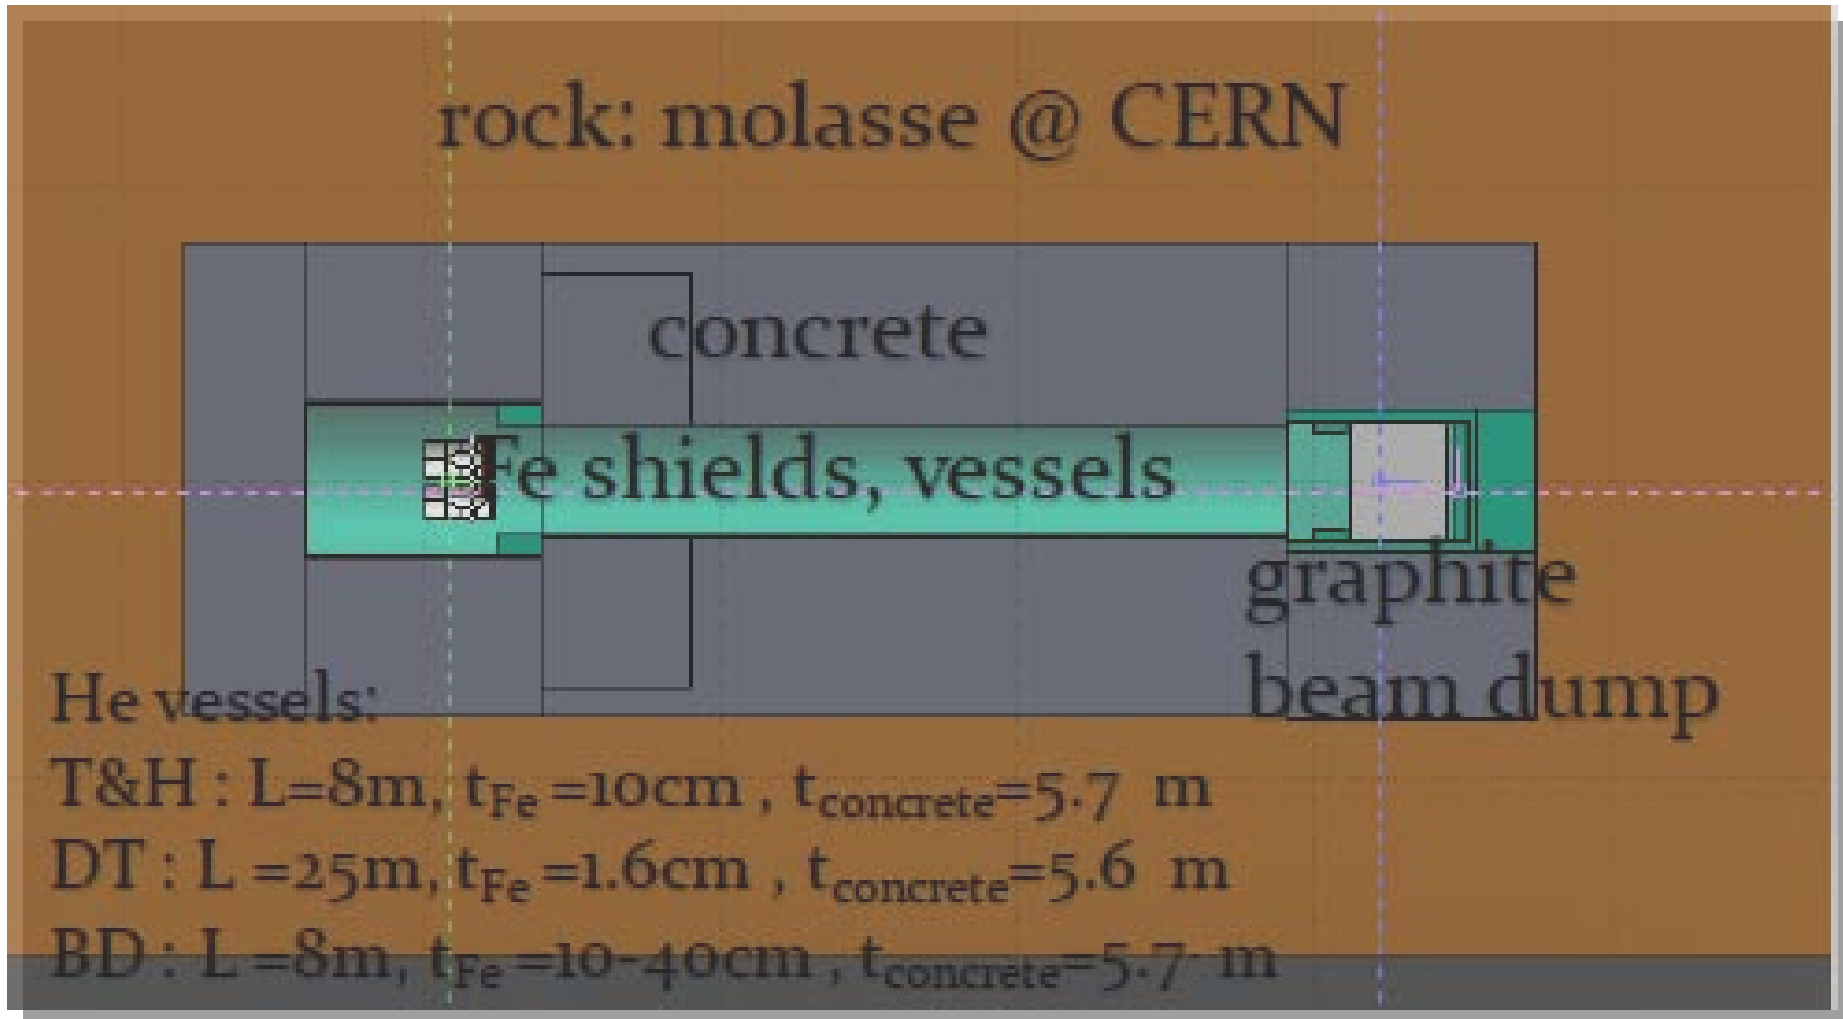 rock: molasse @ CERN
concrete
Fe shields, vessels
graphite
beam dump
He vessels:
T&H : L=8m, tFe =10cm , tconcrete=5.7 m
DT : L =25m, tFe =1.6cm , tconcrete=5.6 m
BD : L =8m, tFe =10-40cm , tconcrete=5.7 m